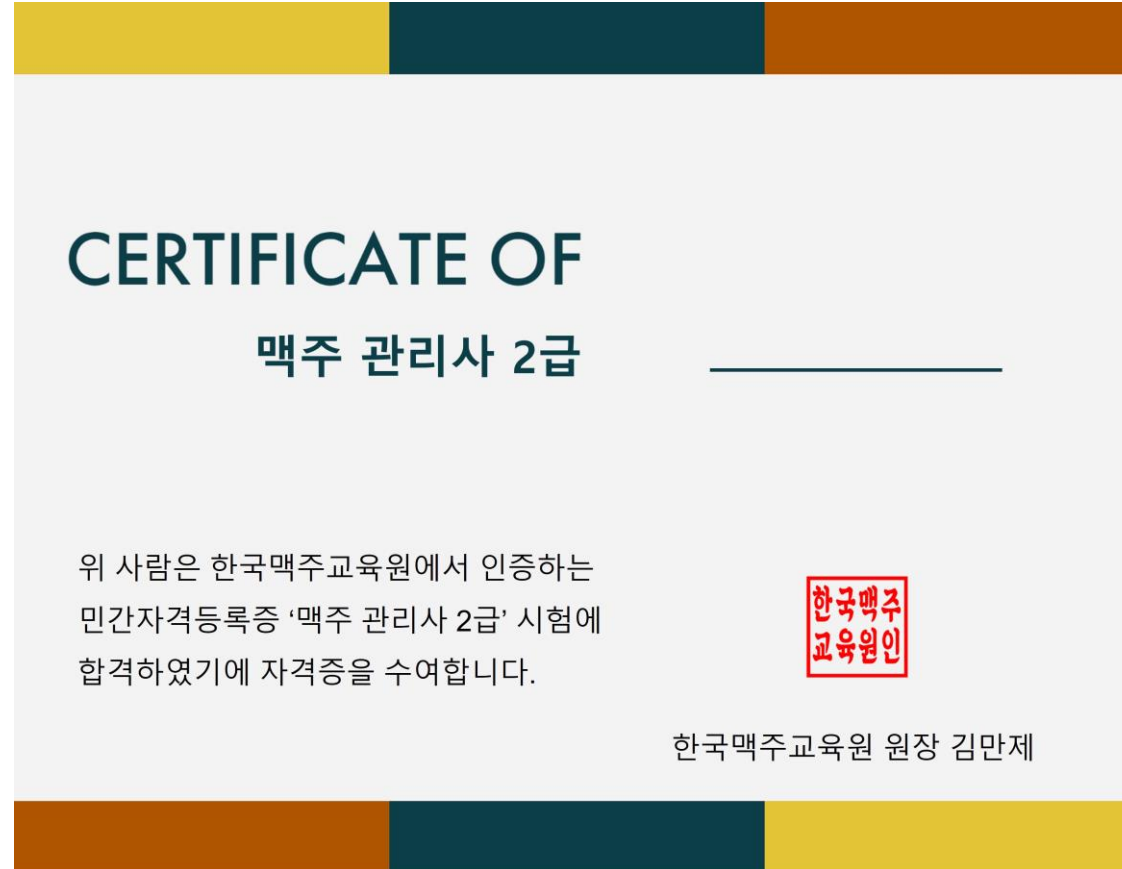 CERTIFICATE OF
맥주 관리사 2급
위 사람은 한국맥주교육원에서 인증하는
민간자격등록증 ‘맥주 관리사 2급’ 시험에
합격하였기에 자격증을 수여합니다.
한국맥주
교육원인
한국맥주교육원 원장 김만제